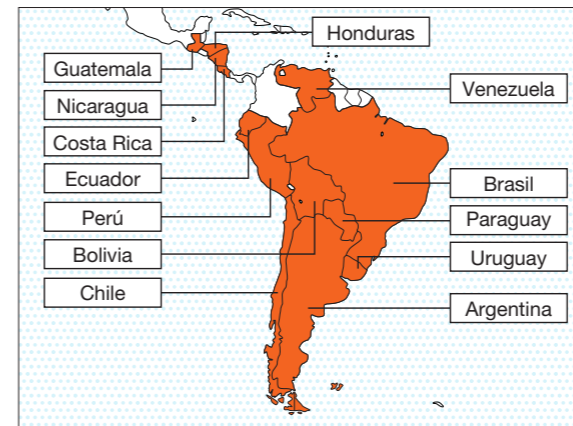 Honduras
Guatemala
Nicaragua
Costa Rica
Ecuador
Perú
Bolivia
Chile
Venezuela
Brasil
Paraguay
Uruguay
Argentina